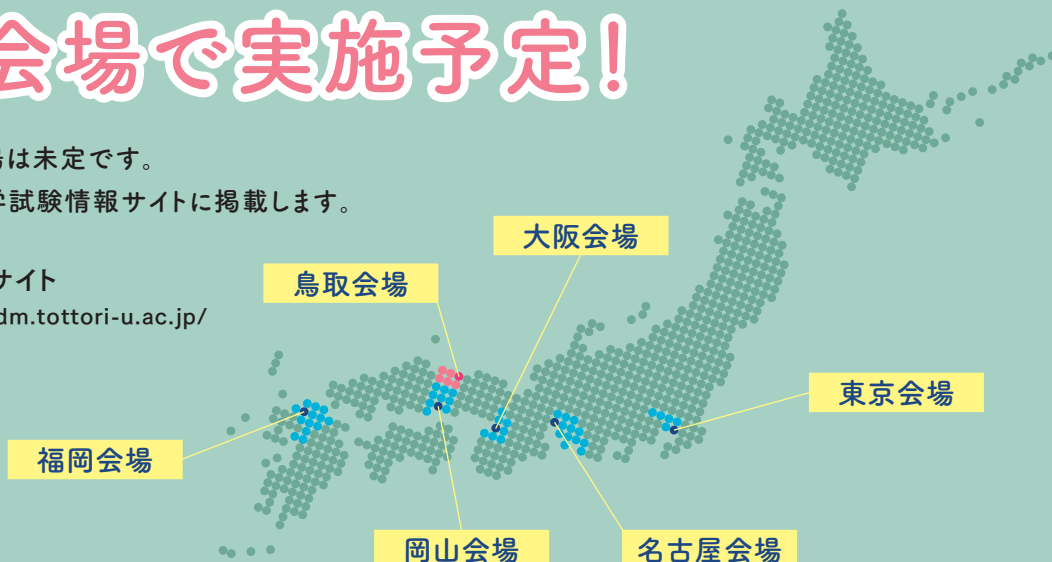 会場で実施予定!
は未定です。
試験情報サイトに掲載します。
大阪会場
サイト
鳥取会場
dm.tottori-u.ac.jp/
東京会場
福岡会場
岡山会場
名古屋会場